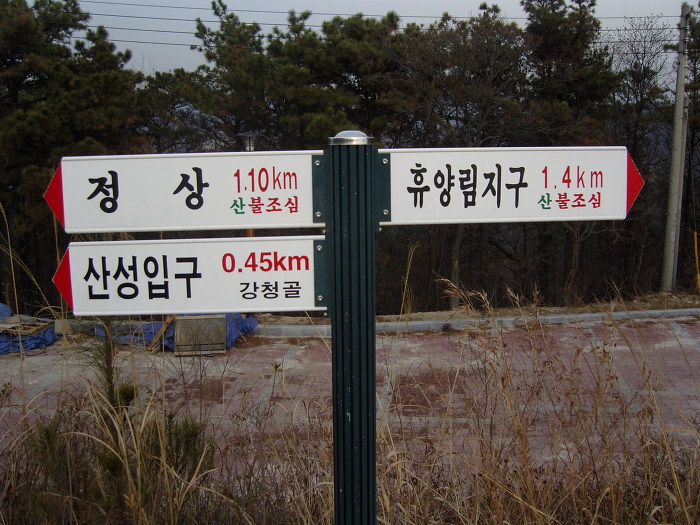 정상 1.10km
산불조심
휴양림지구 1.4km
산불조심
산성입구 0.45km
강청골